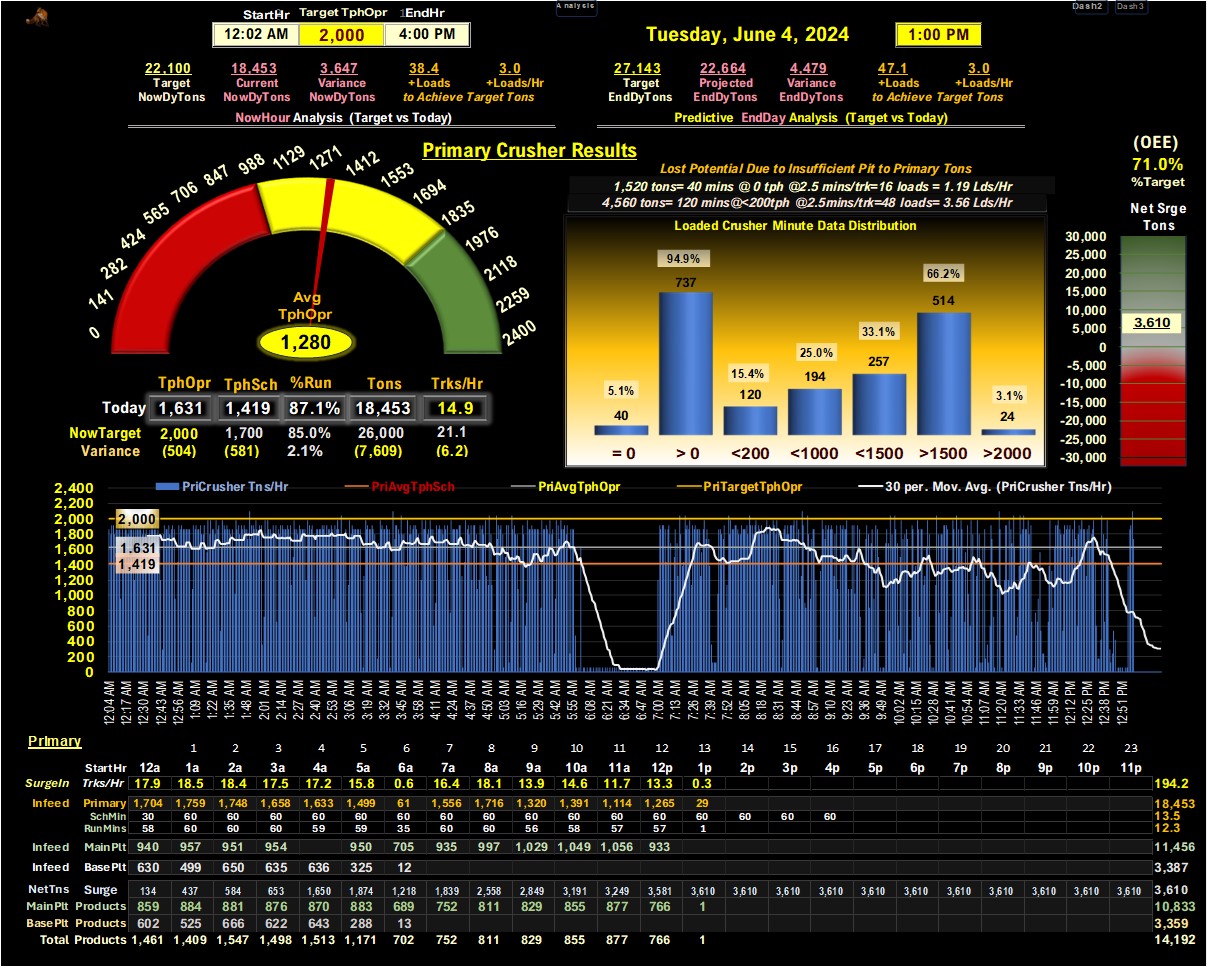 Analysis
Dash2 Dash3
StartHr Target TphOpr 1EndHr
12:02 AM 2,000 4:00 PM
Tuesday, June 4, 2024 1:00 PM
22,100 18,453 3,647 38.4 3.0
Target Current Variance +Loads +Loads/Hr
NowDyTons NowDyTons NowDyTons to Achieve Target Tons
NowHour Analysis (Target vs Today)
27,143 22,664 4,479 47.1 3.0
Target Projected Variance +Loads +Loads/Hr
EndDyTons EndDyTons EndDyTons to Achieve Target Tons
Predictive EndDay Analysis (Target vs Today)
Primary Crusher Results
0 141 282 424 565 706 847 988 1129 1271 1412 1553 1694 1835 1976 2118 2259 2400
Avg
TphOpr
1,280
Lost Potential Due to Insufficient Pit to Primary Tons
1,520 tons= 40 mins @ 0 tph @2.5 mins/trk=16 loads = 1.19 Lds/Hr
4,560 tons= 120 mins@<200tph @2.5mins/trk=48 loads= 3.56 Lds/Hr
Loaded Crusher Minute Data Distribution
5.1% 94.9% 15.4% 25.0% 33.1% 66.2% 3.1%
40 737 120 194 257 514 24
= 0 > 0 <200 <1000 <1500 >1500 >2000
(OEE)
71.0%
%Target
Net Srge
Tons
30,000
25,000
20,000
15,000
10,000
5,000
0
-5,000
-10,000
-15,000
-20,000
-25,000
-30,000
3,610
TphOpr TphSch %Run Tons Trks/Hr
Today 1,631 1,419 87.1% 18,453 14.9
NowTarget 2,000 1,700 85.0% 26,000 21.1
Variance (504) (581) 2.1% (7,609) (6.2)
PriCrusher Tns/Hr PriAvgTphSch PriAvgTphOpr PriTargetTphOpr 30 per. Mov. Avg. (PriCrusher Tns/Hr)
2,400
2,200
2,000
1,800
1,600
1,400
1,200
1,000
800
600
400
200
0
2,000
1,631
1,419
12:04 AM 12:17 AM 12:30 AM 12:43 AM 12:56 AM 1:09 AM 1:22 AM 1:35 AM 1:48 AM 2:01 AM 2:14 AM 2:27 AM 2:40 AM 2:53 AM 3:06 AM 3:19 AM 3:32 AM 3:45 AM 3:58 AM 4:11 AM 4:24 AM 4:37 AM 4:50 AM 5:03 AM 5:16 AM 5:29 AM 5:42 AM 5:55 AM 6:08 AM 6:21 AM 6:34 AM 6:47 AM 7:00 AM 7:13 AM 7:26 AM 7:39 AM 7:52 AM 8:05 AM 8:18 AM 8:31 AM 8:44 AM 8:57 AM 9:10 AM 9:23 AM 9:36 AM 9:49 AM 10:02 AM 10:15 AM 10:28 AM 10:41 AM 10:54 AM 11:07 AM 11:20 AM 11:33 AM 11:46 AM 11:59 AM 12:12 PM 12:25 PM 12:38 PM 12:51 PM
Primary 1 2 3 4 5 6 7 8 9 10 11 12 13 14 15 16 17 18 19 20 21 22 23
StartHr 12a 1a 2a 3a 4a 5a 6a 7a 8a 9a 10a 11a 12p 1p 2p 3p 4p 5p 6p 7p 8p 9p 10p 11p
SurgeIn Trks/Hr 17.9 18.5 18.4 17.5 17.2 15.8 0.6 16.4 18.1 13.9 14.6 11.7 13.3 0.3 194.2
Infeed Primary 1,704 1,759 1,748 1,658 1,633 1,499 61 1,556 1,716 1,320 1,391 1,114 1,265 29 18,453
SchMin 30 60 60 60 60 60 60 60 60 60 60 60 60 60 60 60 60 13.5
RunMins 58 60 60 60 59 59 35 60 60 56 58 57 57 1 12.3
Infeed MainPlt 940 957 951 954 950 705 935 997 1,029 1,049 1,056 933 11,456
Infeed BasePlt 630 499 650 635 636 325 12 3,387
NetTns Surge 134 437 584 653 1,650 1,874 1,218 1,839 2,558 2,849 3,191 3,249 3,581 3,610 3,610 3,610 3,610 3,610 3,610 3,610 3,610 3,610 3,610 3,610 3,610
MainPlt Products 859 884 881 876 870 883 689 752 811 829 855 877 766 1 10,833
BasePlt Products 602 525 666 622 643 288 13 3,359
Total Products 1,461 1,409 1,547 1,498 1,513 1,171 702 752 811 829 855 877 766 1 14,192